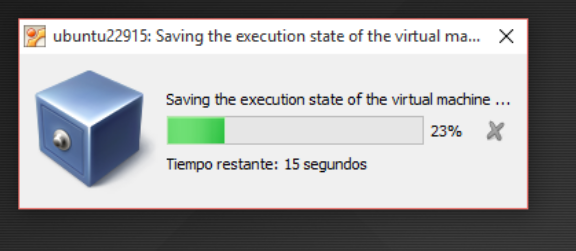 ubuntu22915: Saving the execution state of the virtual ma...
Saving the execution state of the virtual machine ...
23%
Tiempo restante: 15 segundos